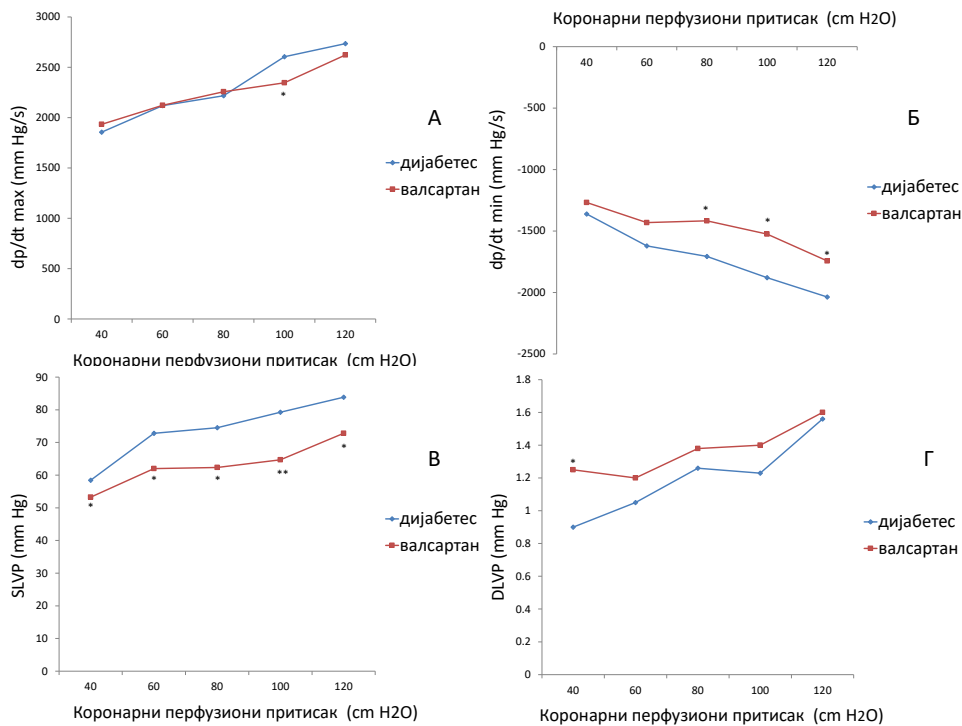 3000
2500
2000
1500
1000
500
0
dp/dt max (mm Hg/s)
*
А
дијабетес
валсартан
40 60 80 100 120
Коронарни перфузиони притисак (cm H2O)
Коронарни перфузиони притисак (cm H2O)
40 60 80 100 120
0
-500
-1000
-1500
-2000
-2500
dp/dt min (mm Hg/s)
* * *
Б
дијабетес
валсартан
90
80
70
60
50
40
30
20
10
0
SLVP (mm Hg)
* * * ** *
В
дијабетес
валсартан
40 60 80 100 120
Коронарни перфузиони притисак (cm H2O)
1.8
1.6
1.4
1.2
1
0.8
0.6
0.4
0.2
0
DLVP (mm Hg)
*
Г
дијабетес
валсартан
40 60 80 100 120
Коронарни перфузиони притисак (cm H2O)